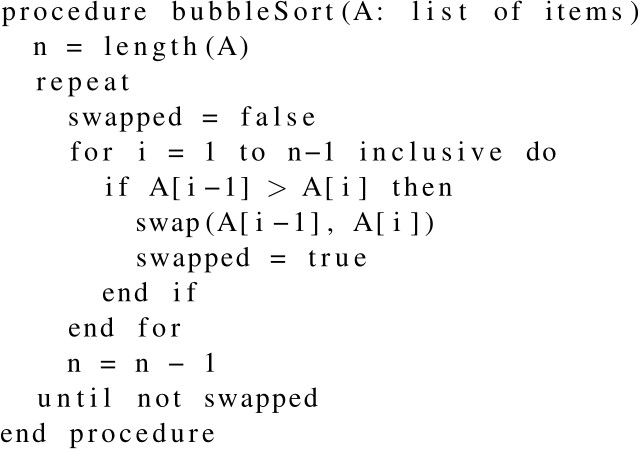 procedure bubbleSort(A: list of items)
n = length(A)
repeat
swapped = false
for i = 1 to n-1 inclusive do
if A[i-1] > A[i] then
swap(A[i-1], A[i])
swapped = true
end if
end for
n = n - 1
until not swapped
end procedure